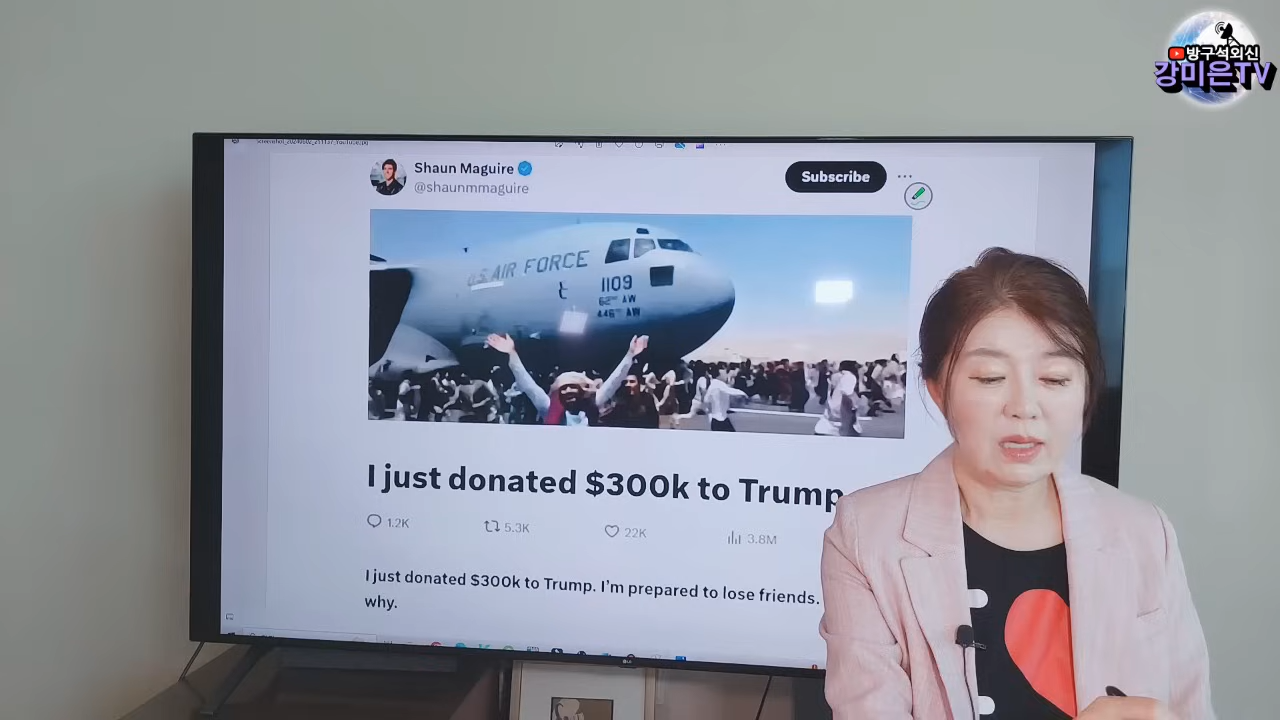 방구석외신
강미은TV
Shaun Maguire
@shaunmmaguire
Subscribe
U.S. AIR FORCE
1109
62ND AW
446TH AW
I just donated $300k to Trump
1.2K
5.3K
22K
3.8M
I just donated $300k to Trump. I'm prepared to lose friends.
why.
LG